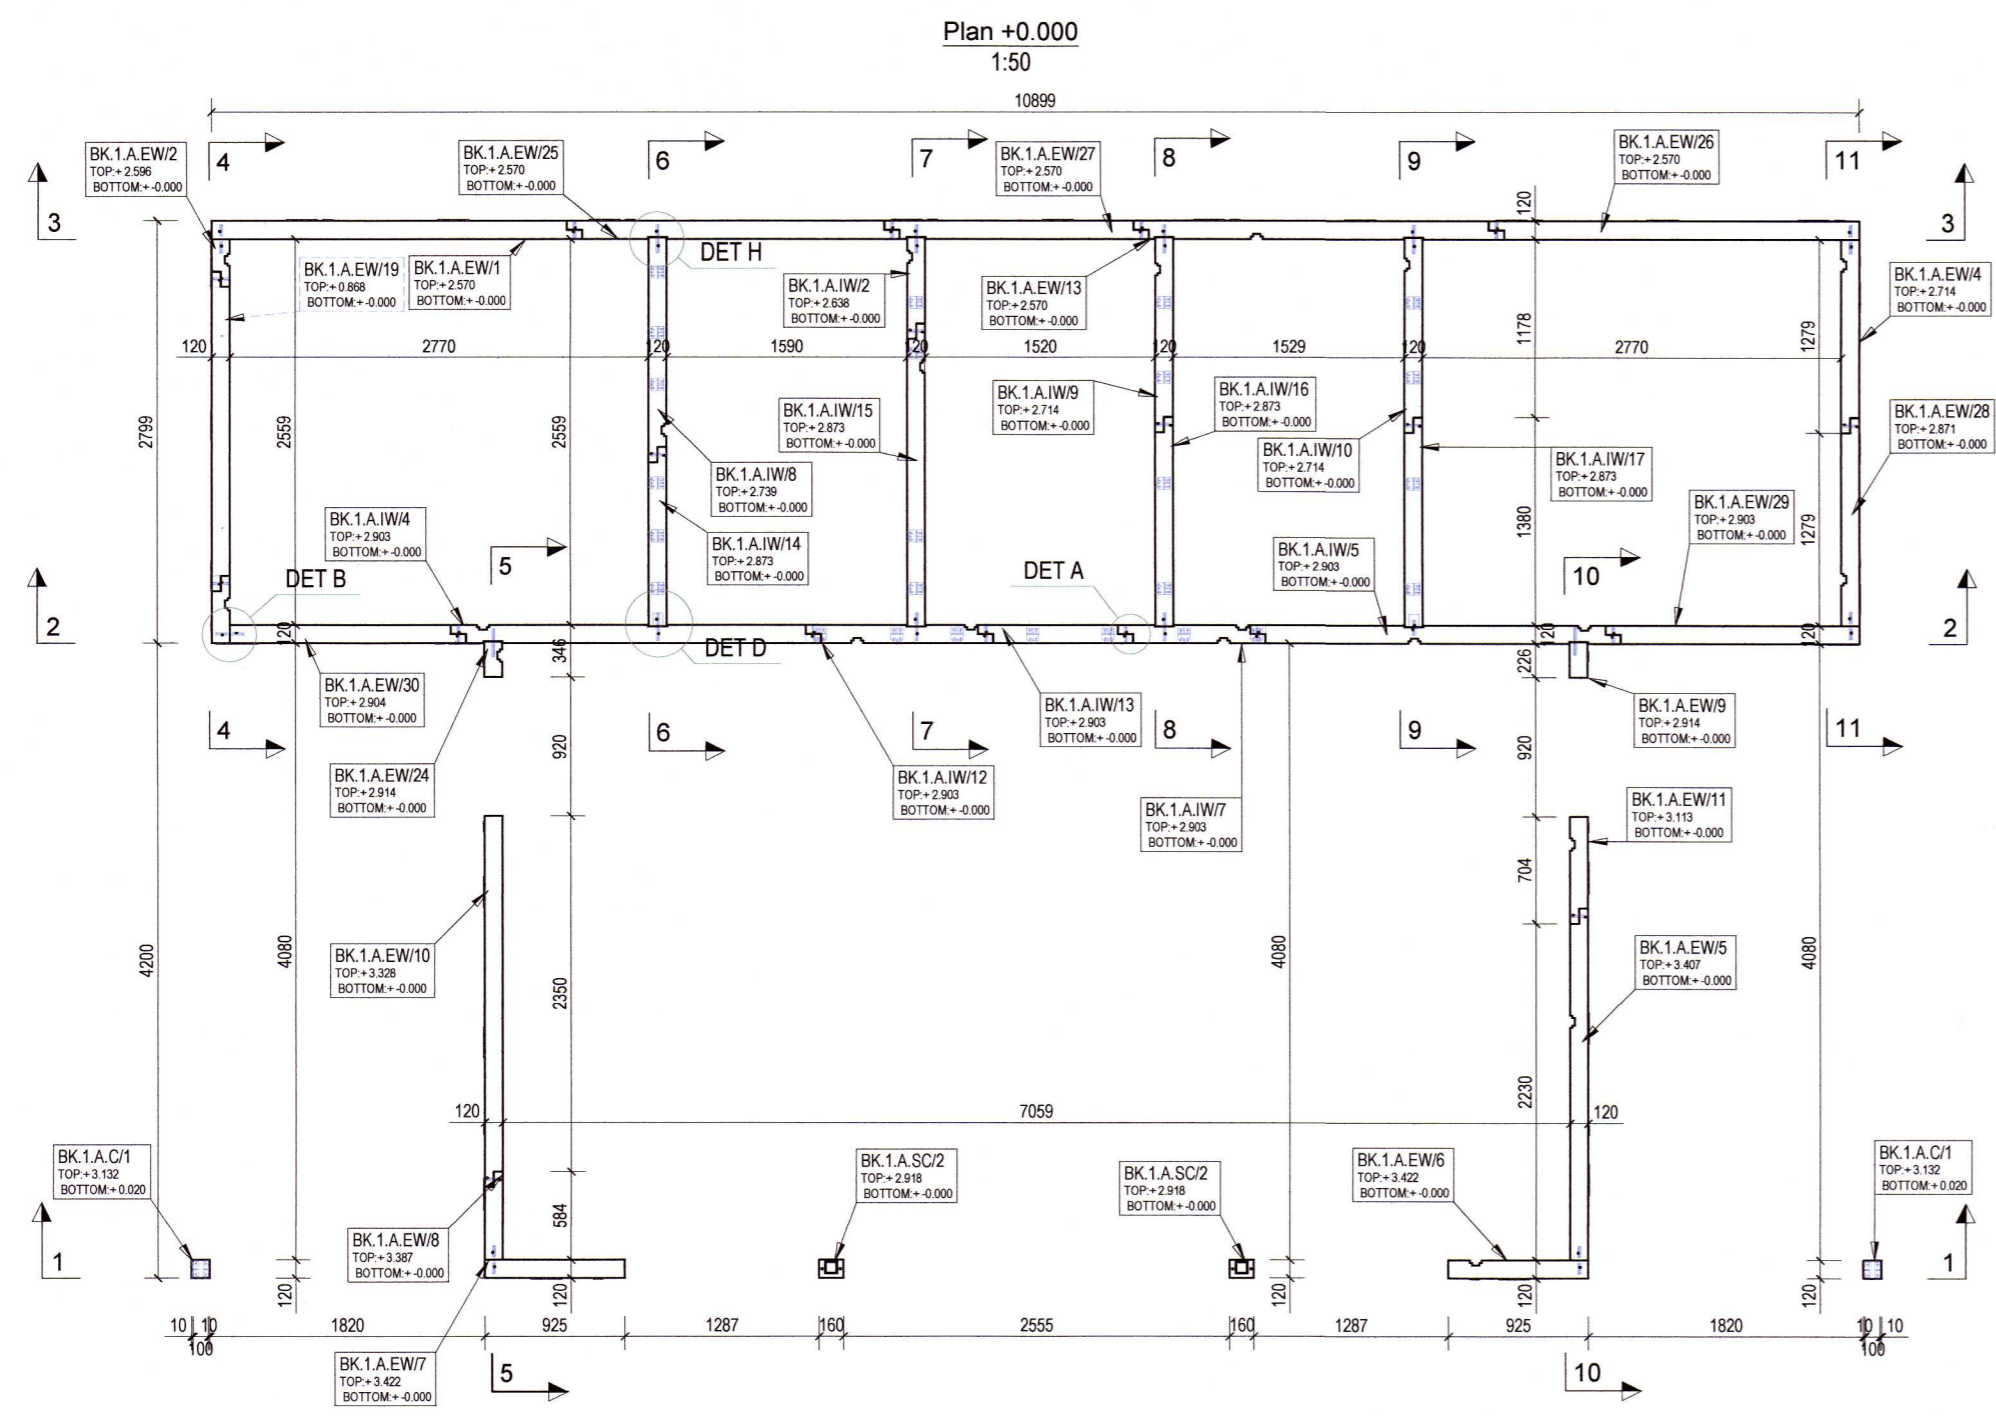 Plan +0.000
1:50
10899
4
6
7
8
9
11
BK.1.A.EW/2
TOP:+2.596
BOTTOM:+-0.000
BK.1.A.EW/25
TOP:+2.570
BOTTOM:+-0.000
BK.1.A.EW/27
TOP:+2.570
BOTTOM:+-0.000
BK.1.A.EW/26
TOP:+2.570
BOTTOM:+-0.000
120
3
3
DET H
BK.1.A.EW/19
TOP:+0.868
BOTTOM:+-0.000
BK.1.A.EW/1
TOP:+2.570
BOTTOM:+-0.000
BK.1.A.IW/2
TOP:+2.638
BOTTOM:+-0.000
BK.1.A.EW/13
TOP:+2.570
BOTTOM:+-0.000
BK.1.A.EW/4
TOP:+2.714
BOTTOM:+-0.000
1178
1279
120
2770
120
1590
120
1520
120
1529
120
2770
2799
2559
2559
BK.1.A.IW/15
TOP:+2.873
BOTTOM:+-0.000
BK.1.A.IW/9
TOP:+2.714
BOTTOM:+-0.000
BK.1.A.IW/16
TOP:+2.873
BOTTOM:+-0.000
BK.1.A.EW/28
TOP:+2.871
BOTTOM:+-0.000
BK.1.A.IW/8
TOP:+2.739
BOTTOM:+-0.000
BK.1.A.IW/10
TOP:+2.714
BOTTOM:+-0.000
BK.1.A.IW/17
TOP:+2.873
BOTTOM:+-0.000
BK.1.A.IW/4
TOP:+2.903
BOTTOM:+-0.000
BK.1.A.IW/14
TOP:+2.873
BOTTOM:+-0.000
BK.1.A.IW/5
TOP:+2.903
BOTTOM:+-0.000
BK.1.A.EW/29
TOP:+2.903
BOTTOM:+-0.000
1380
1279
5
10
DET B
DET A
2
2
120
346
DET D
120
226
120
BK.1.A.EW/30
TOP:+2.904
BOTTOM:+-0.000
BK.1.A.IW/13
TOP:+2.903
BOTTOM:+-0.000
BK.1.A.EW/9
TOP:+2.914
BOTTOM:+-0.000
4
6
7
8
9
11
920
920
BK.1.A.EW/24
TOP:+2.914
BOTTOM:+-0.000
BK.1.A.IW/12
TOP:+2.903
BOTTOM:+-0.000
BK.1.A.IW/7
TOP:+2.903
BOTTOM:+-0.000
BK.1.A.EW/11
TOP:+3.113
BOTTOM:+-0.000
704
4200
4080
4080
4080
BK.1.A.EW/10
TOP:+3.328
BOTTOM:+-0.000
BK.1.A.EW/5
TOP:+3.407
BOTTOM:+-0.000
2350
2230
120
7059
120
BK.1.A.C/1
TOP:+3.132
BOTTOM:+0.020
BK.1.A.SC/2
TOP:+2.918
BOTTOM:+-0.000
BK.1.A.SC/2
TOP:+2.918
BOTTOM:+-0.000
BK.1.A.EW/6
TOP:+3.422
BOTTOM:+-0.000
BK.1.A.C/1
TOP:+3.132
BOTTOM:+0.020
584
BK.1.A.EW/8
TOP:+3.387
BOTTOM:+-0.000
1
1
120
120
120
120
120
10
100
10
1820
925
1287
160
2555
160
1287
925
1820
10
100
10
BK.1.A.EW/7
TOP:+3.422
BOTTOM:+-0.000
5
10